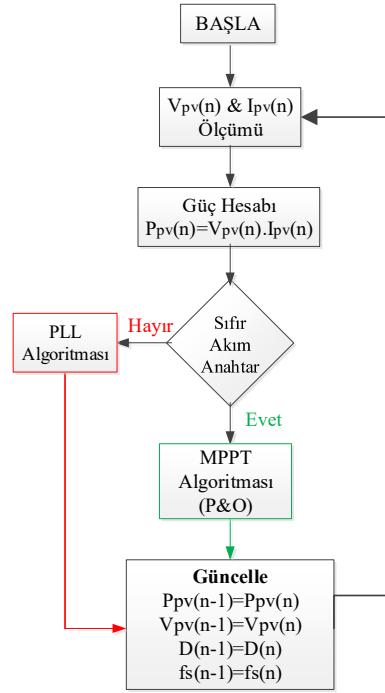 BAŞLA
Vpv(n) & Ipv(n)
Ölçümü
Güç Hesabı
Ppv(n)=Vpv(n).Ipv(n)
Sıfır
Akım
Anahtar
Hayır
PLL
Algoritması
Evet
MPPT
Algoritması
(P&O)
Güncelle
Ppv(n-1)=Ppv(n)
Vpv(n-1)=Vpv(n)
D(n-1)=D(n)
fs(n-1)=fs(n)